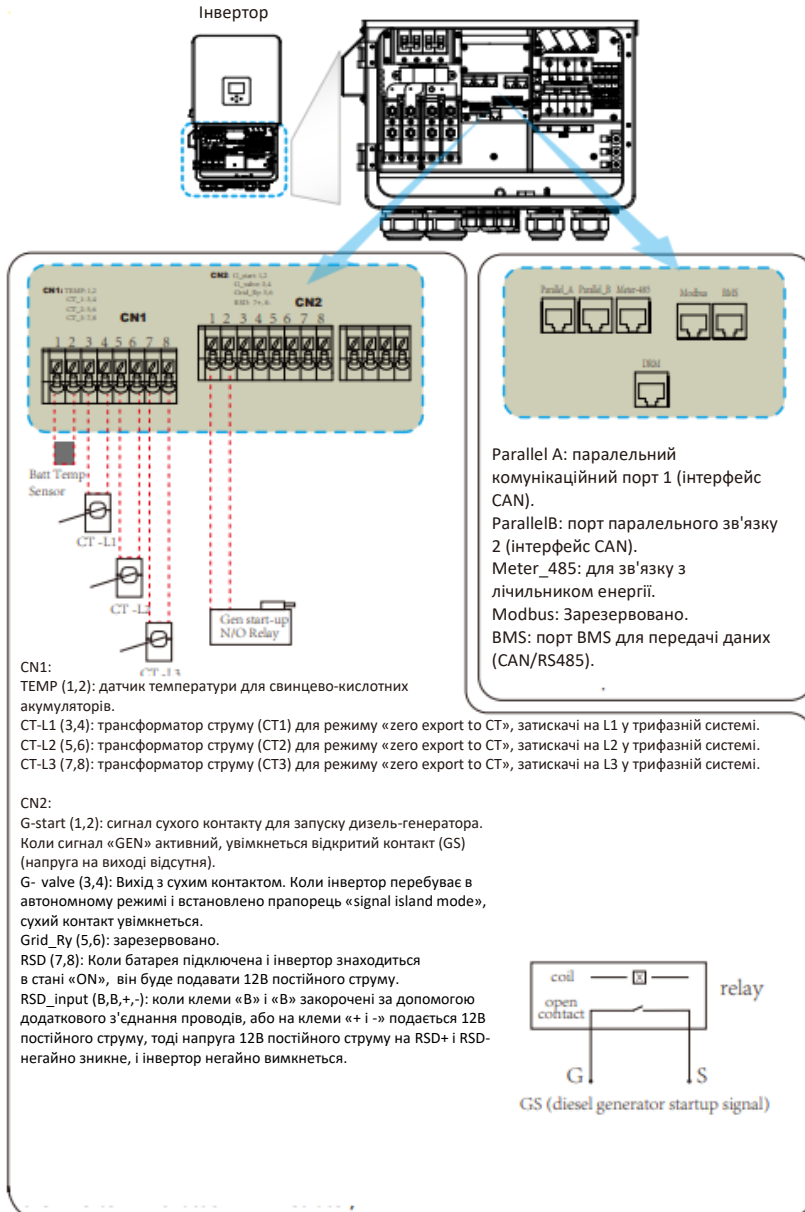 Інвертор
CN1: TEMP:1,2
CT_1:3,4
CT_2:5,6
CT_3:7,8
CN1
1 2 3 4 5 6 7 8
CN2: G_start:1,2
G_valve:3,4
Grid_Ry:5,6
RSD: 7+, 8-
CN2
1 2 3 4 5 6 7 8
Batt Temp
Sensor
CT -L1
CT -L2
CT -L3
Gen start-up
N/O Relay
Parallel_A Parallel_B Meter-485
Modbus BMS
DRM
Parallel A: паралельний
комунікаційний порт 1 (інтерфейс
CAN).
ParallelB: порт паралельного зв'язку
2 (інтерфейс CAN).
Meter_485: для зв'язку з
лічильником енергії.
Modbus: Зарезервовано.
BMS: порт BMS для передачі даних
(CAN/RS485).
CN1:
TEMP (1,2): датчик температури для свинцево-кислотних
акумуляторів.
CT-L1 (3,4): трансформатор струму (CT1) для режиму «zero export to CT», затискачі на L1 у трифазній системі.
CT-L2 (5,6): трансформатор струму (CT2) для режиму «zero export to CT», затискачі на L2 у трифазній системі.
CT-L3 (7,8): трансформатор струму (CT3) для режиму «zero export to CT», затискачі на L3 у трифазній системі.
CN2:
G-start (1,2): сигнал сухого контакту для запуску дизель-генератора.
Коли сигнал «GEN» активний, увімкнеться відкритий контакт (GS)
(напруга на виході відсутня).
G- valve (3,4): Вихід з сухим контактом. Коли інвертор перебуває в
автономному режимі і встановлено прапорець «signal island mode»,
сухий контакт увімкнеться.
Grid_Ry (5,6): зарезервовано.
RSD (7,8): Коли батарея підключена і інвертор знаходиться
в стані «ON», він буде подавати 12В постійного струму.
RSD_input (B,B,+,-): коли клеми «B» і «B» закорочені за допомогою
додаткового з'єднання проводів, або на клеми «+ і -» подається 12В
постійного струму, тоді напруга 12В постійного струму на RSD+ і RSD-
негайно зникне, і інвертор негайно вимкнеться.
coil
open
contact
relay
G S
GS (diesel generator startup signal)